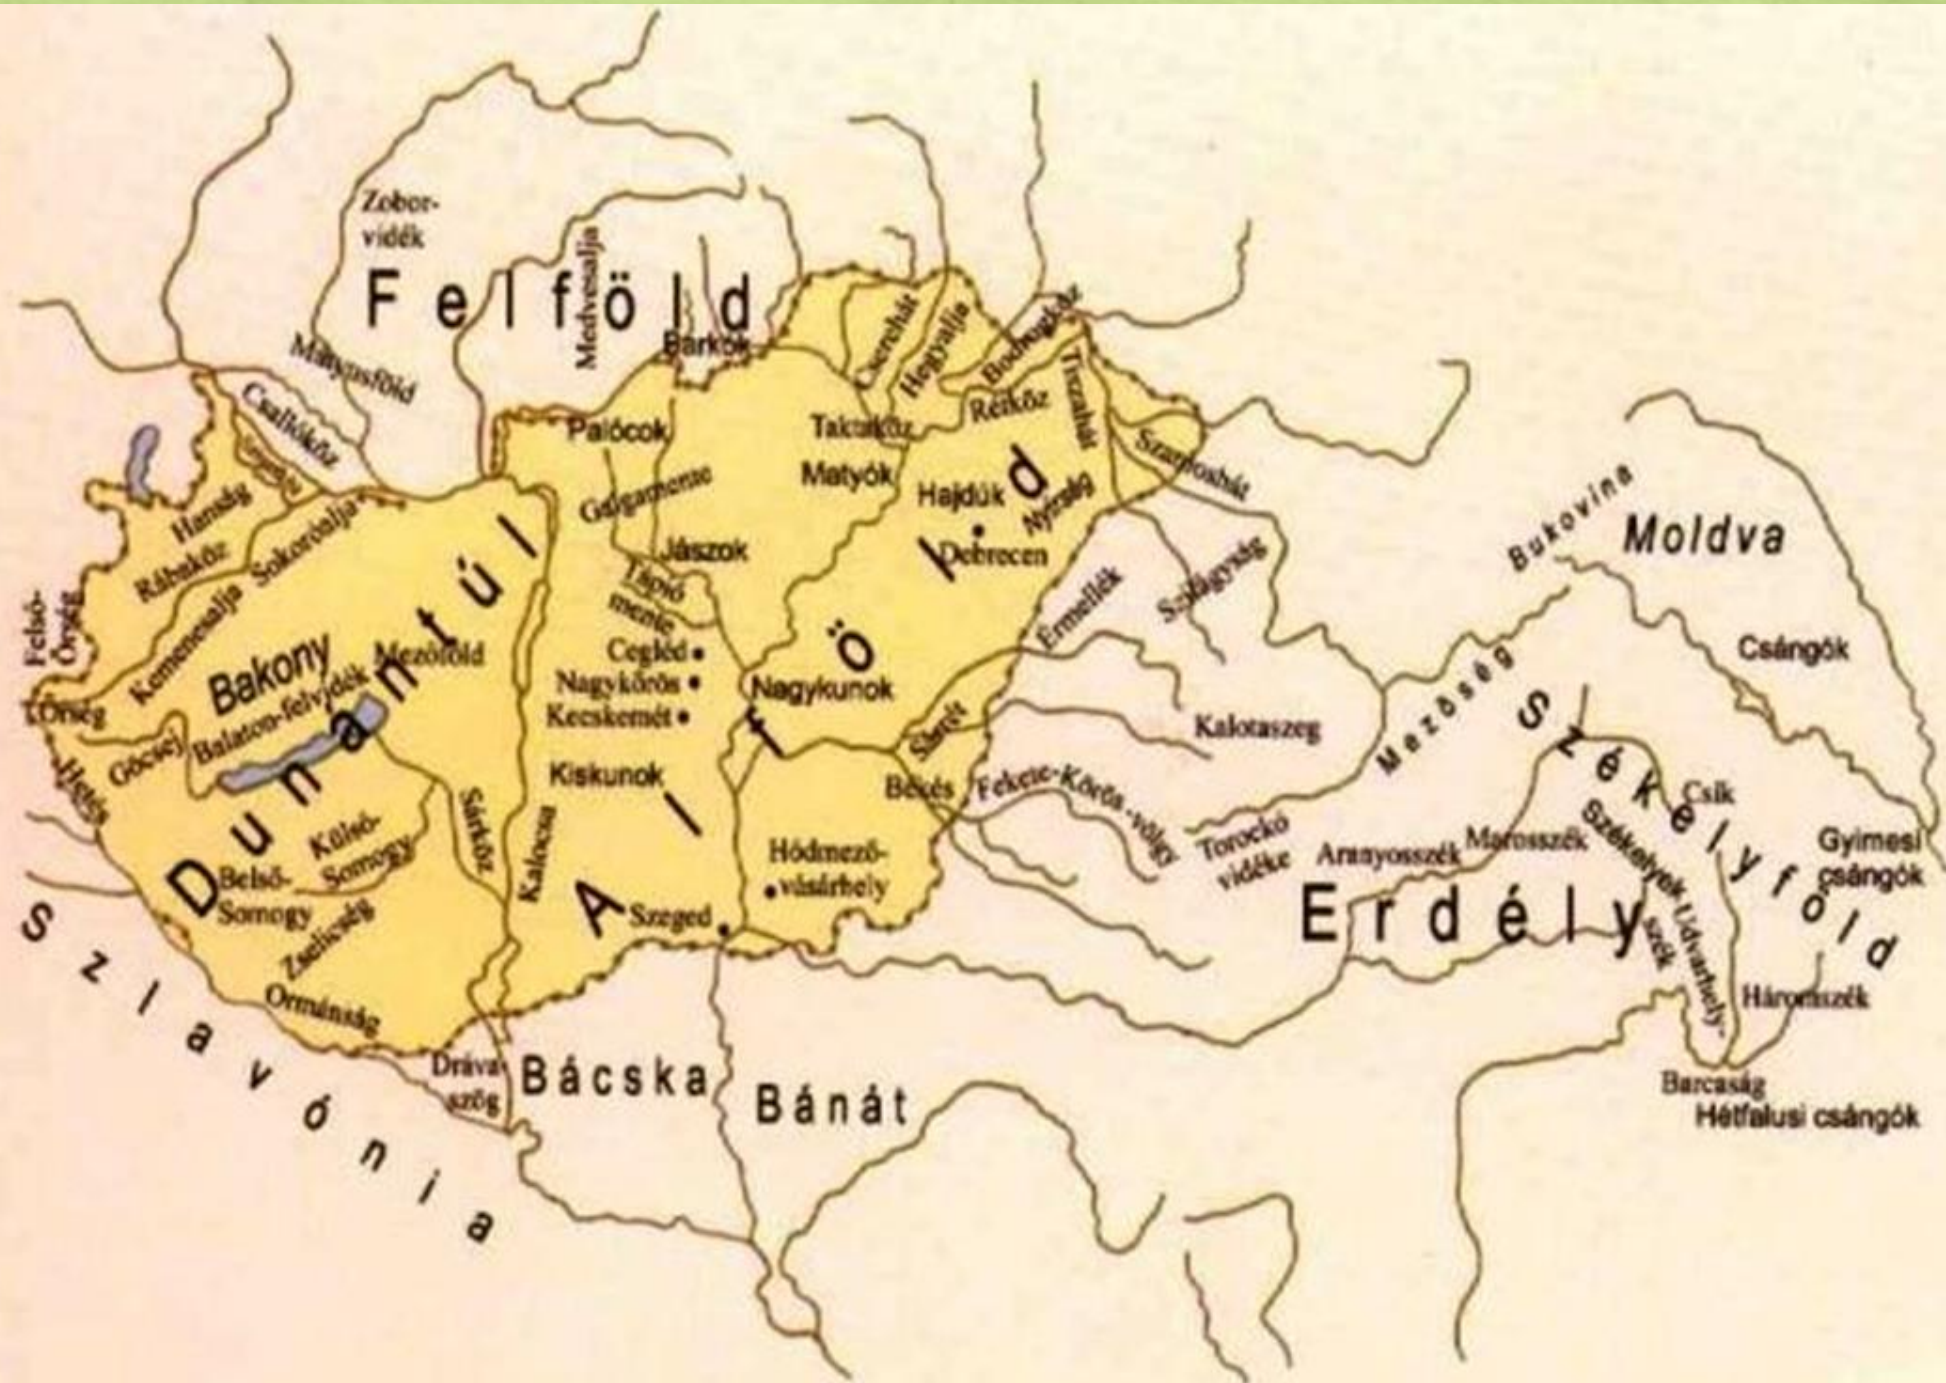 Zobor-
vidék
Felföld
Medvesalja
Barkók
Mátyusföld
Csallóköz
Cserehát
Hegyalja
Bodrogköz
Rétköz
Tiszahát
Szamoshát
Palócok
Taktaköz
Matyók
Hajdúk
Nyírség
Debrecen
Galgamente
Jászok
Tápió
mente
Hanság
Rábaköz
Sokoróalja
Kemenesalja
Felső-
Őrség
Őrség
Bakony
Mezőföld
Balaton-felvidék
Göcsej
Hetés
Dunántúl
Külső-
Somogy
Belső-
Somogy
Zselicség
Ormánság
Sárköz
Kalocsa
Cegléd
Nagykőrös
Kecskemét
Kiskunok
Nagykunok
Alföld
Sárrét
Békés
Hódmező-
vásárhely
Szeged
Szlavónia
Dráva-
szög
Bácska
Bánát
Érmellék
Szilágyság
Kalotaszeg
Fekete-Körös-völgy
Torockó
vidéke
Aranyosszék
Marosszék
Erdély
Mezőség
Bukovina
Moldva
Csángók
Székelyföld
Csík
Székelyek-Udvarhely-
szék
Gyimesi
csángók
Háromszék
Barcaság
Hétfalusi csángók